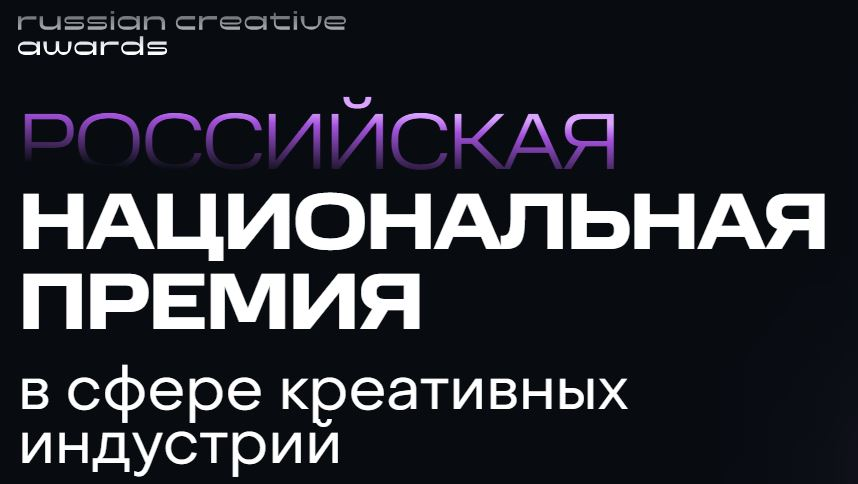 russian creative
awards
РОССИЙСКАЯ
НАЦИОНАЛЬНАЯ
ПРЕМИЯ
в сфере креативных
индустрий